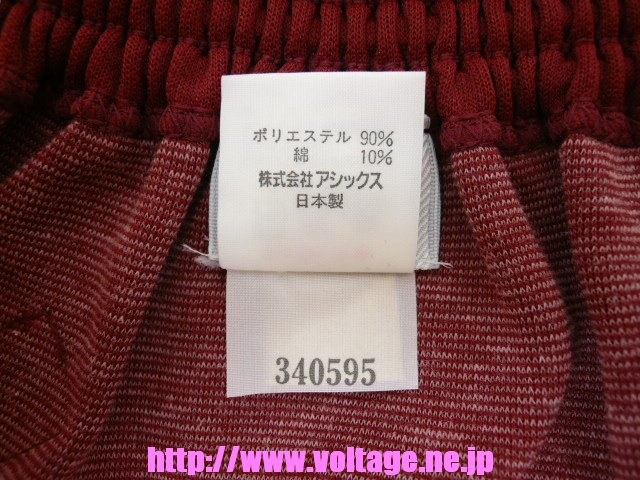 ポリエステル 90%
綿 10%
株式会社アシックス
日本製
340595
http://www.voltage.ne.jp